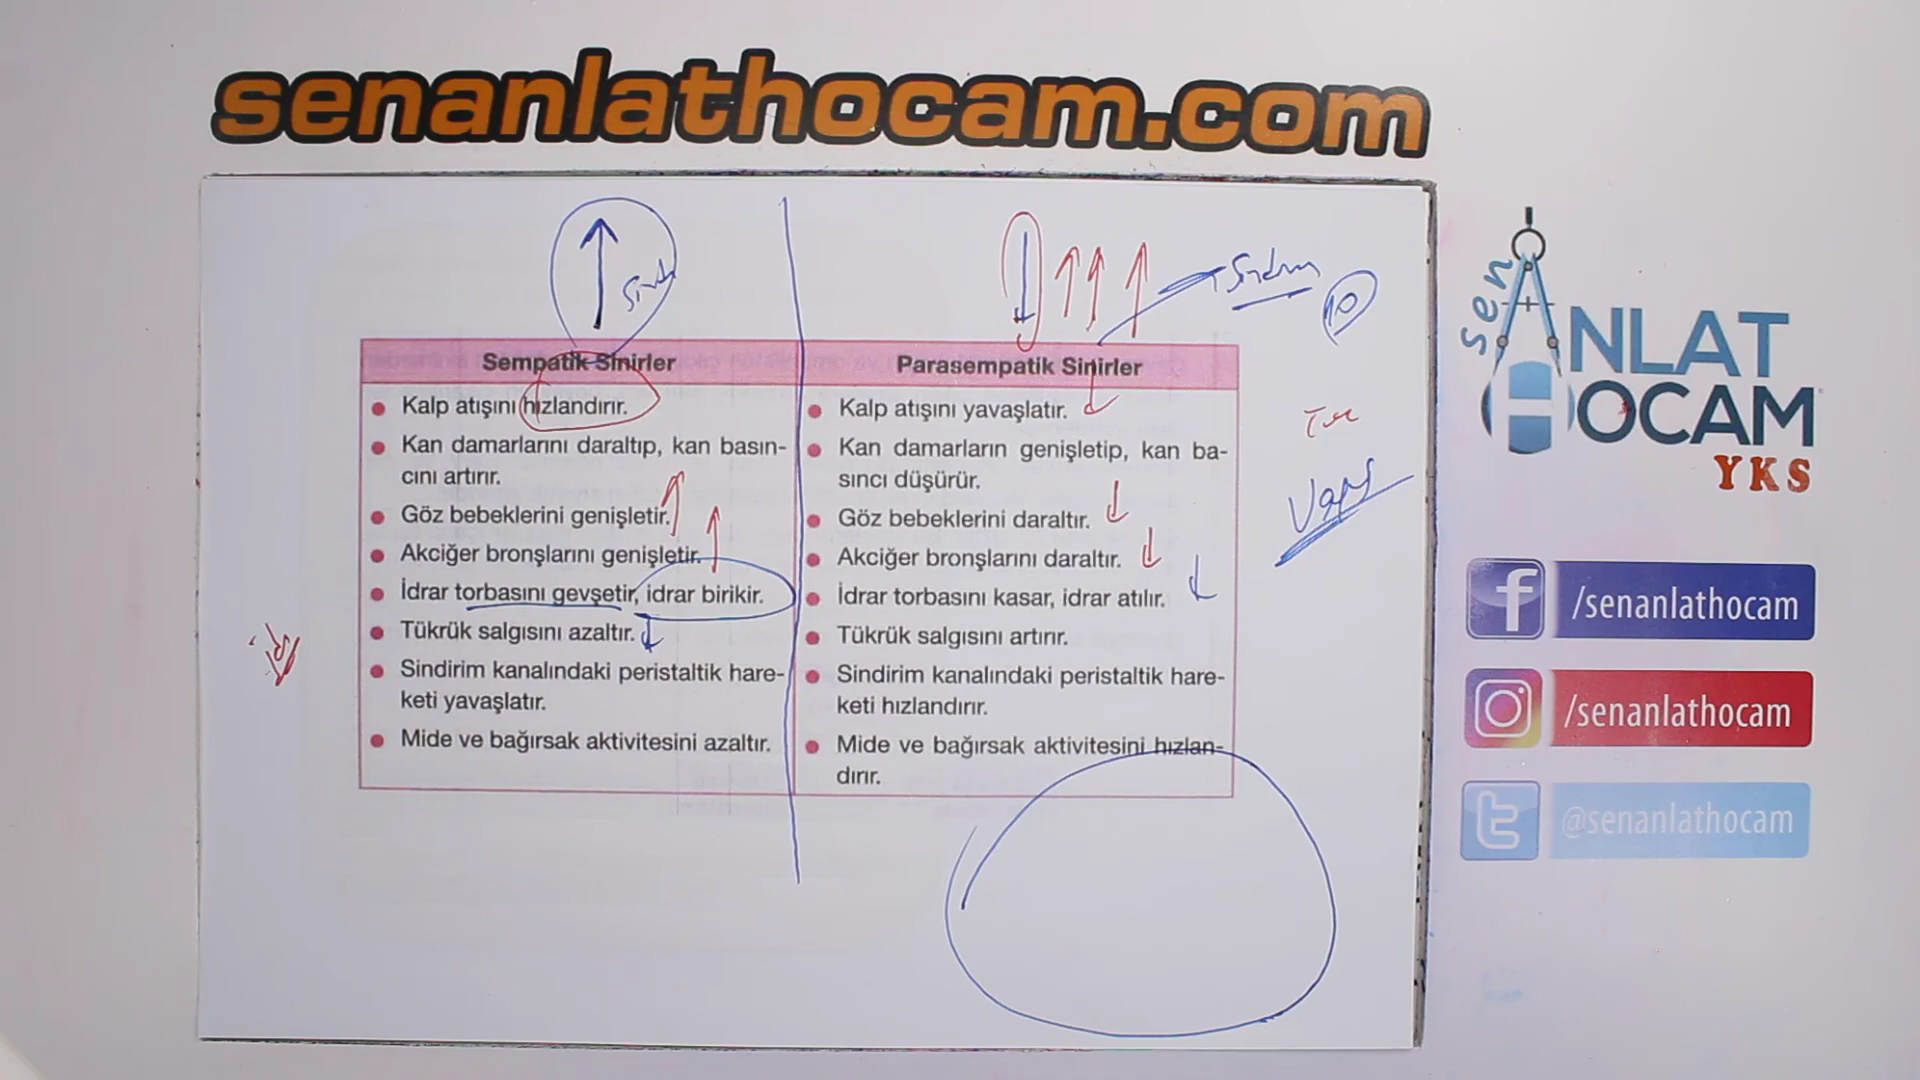 senanlathocam.com
Sempatik Sinirler
Kalp atışını hızlandırır.
Kan damarlarını daraltıp, kan basın-
cını artırır.
Göz bebeklerini genişletir.
Akciğer bronşlarını genişletir.
İdrar torbasını gevşetir, idrar birikir.
Tükrük salgısını azaltır.
Sindirim kanalındaki peristaltik hare-
keti yavaşlatır.
Mide ve bağırsak aktivitesini azaltır.
Parasempatik Sinirler
Kalp atışını yavaşlatır.
Kan damarların genişletip, kan ba-
sıncı düşürür.
Göz bebeklerini daraltır.
Akciğer bronşlarını daraltır.
İdrar torbasını kasar, idrar atılır.
Tükrük salgısını artırır.
Sindirim kanalındaki peristaltik hare-
keti hızlandırır.
Mide ve bağırsak aktivitesini hızlan-
dırır.
10
sen
ANLAT
HOCAM
YKS
/senanlathocam
/senanlathocam
@senanlathocam